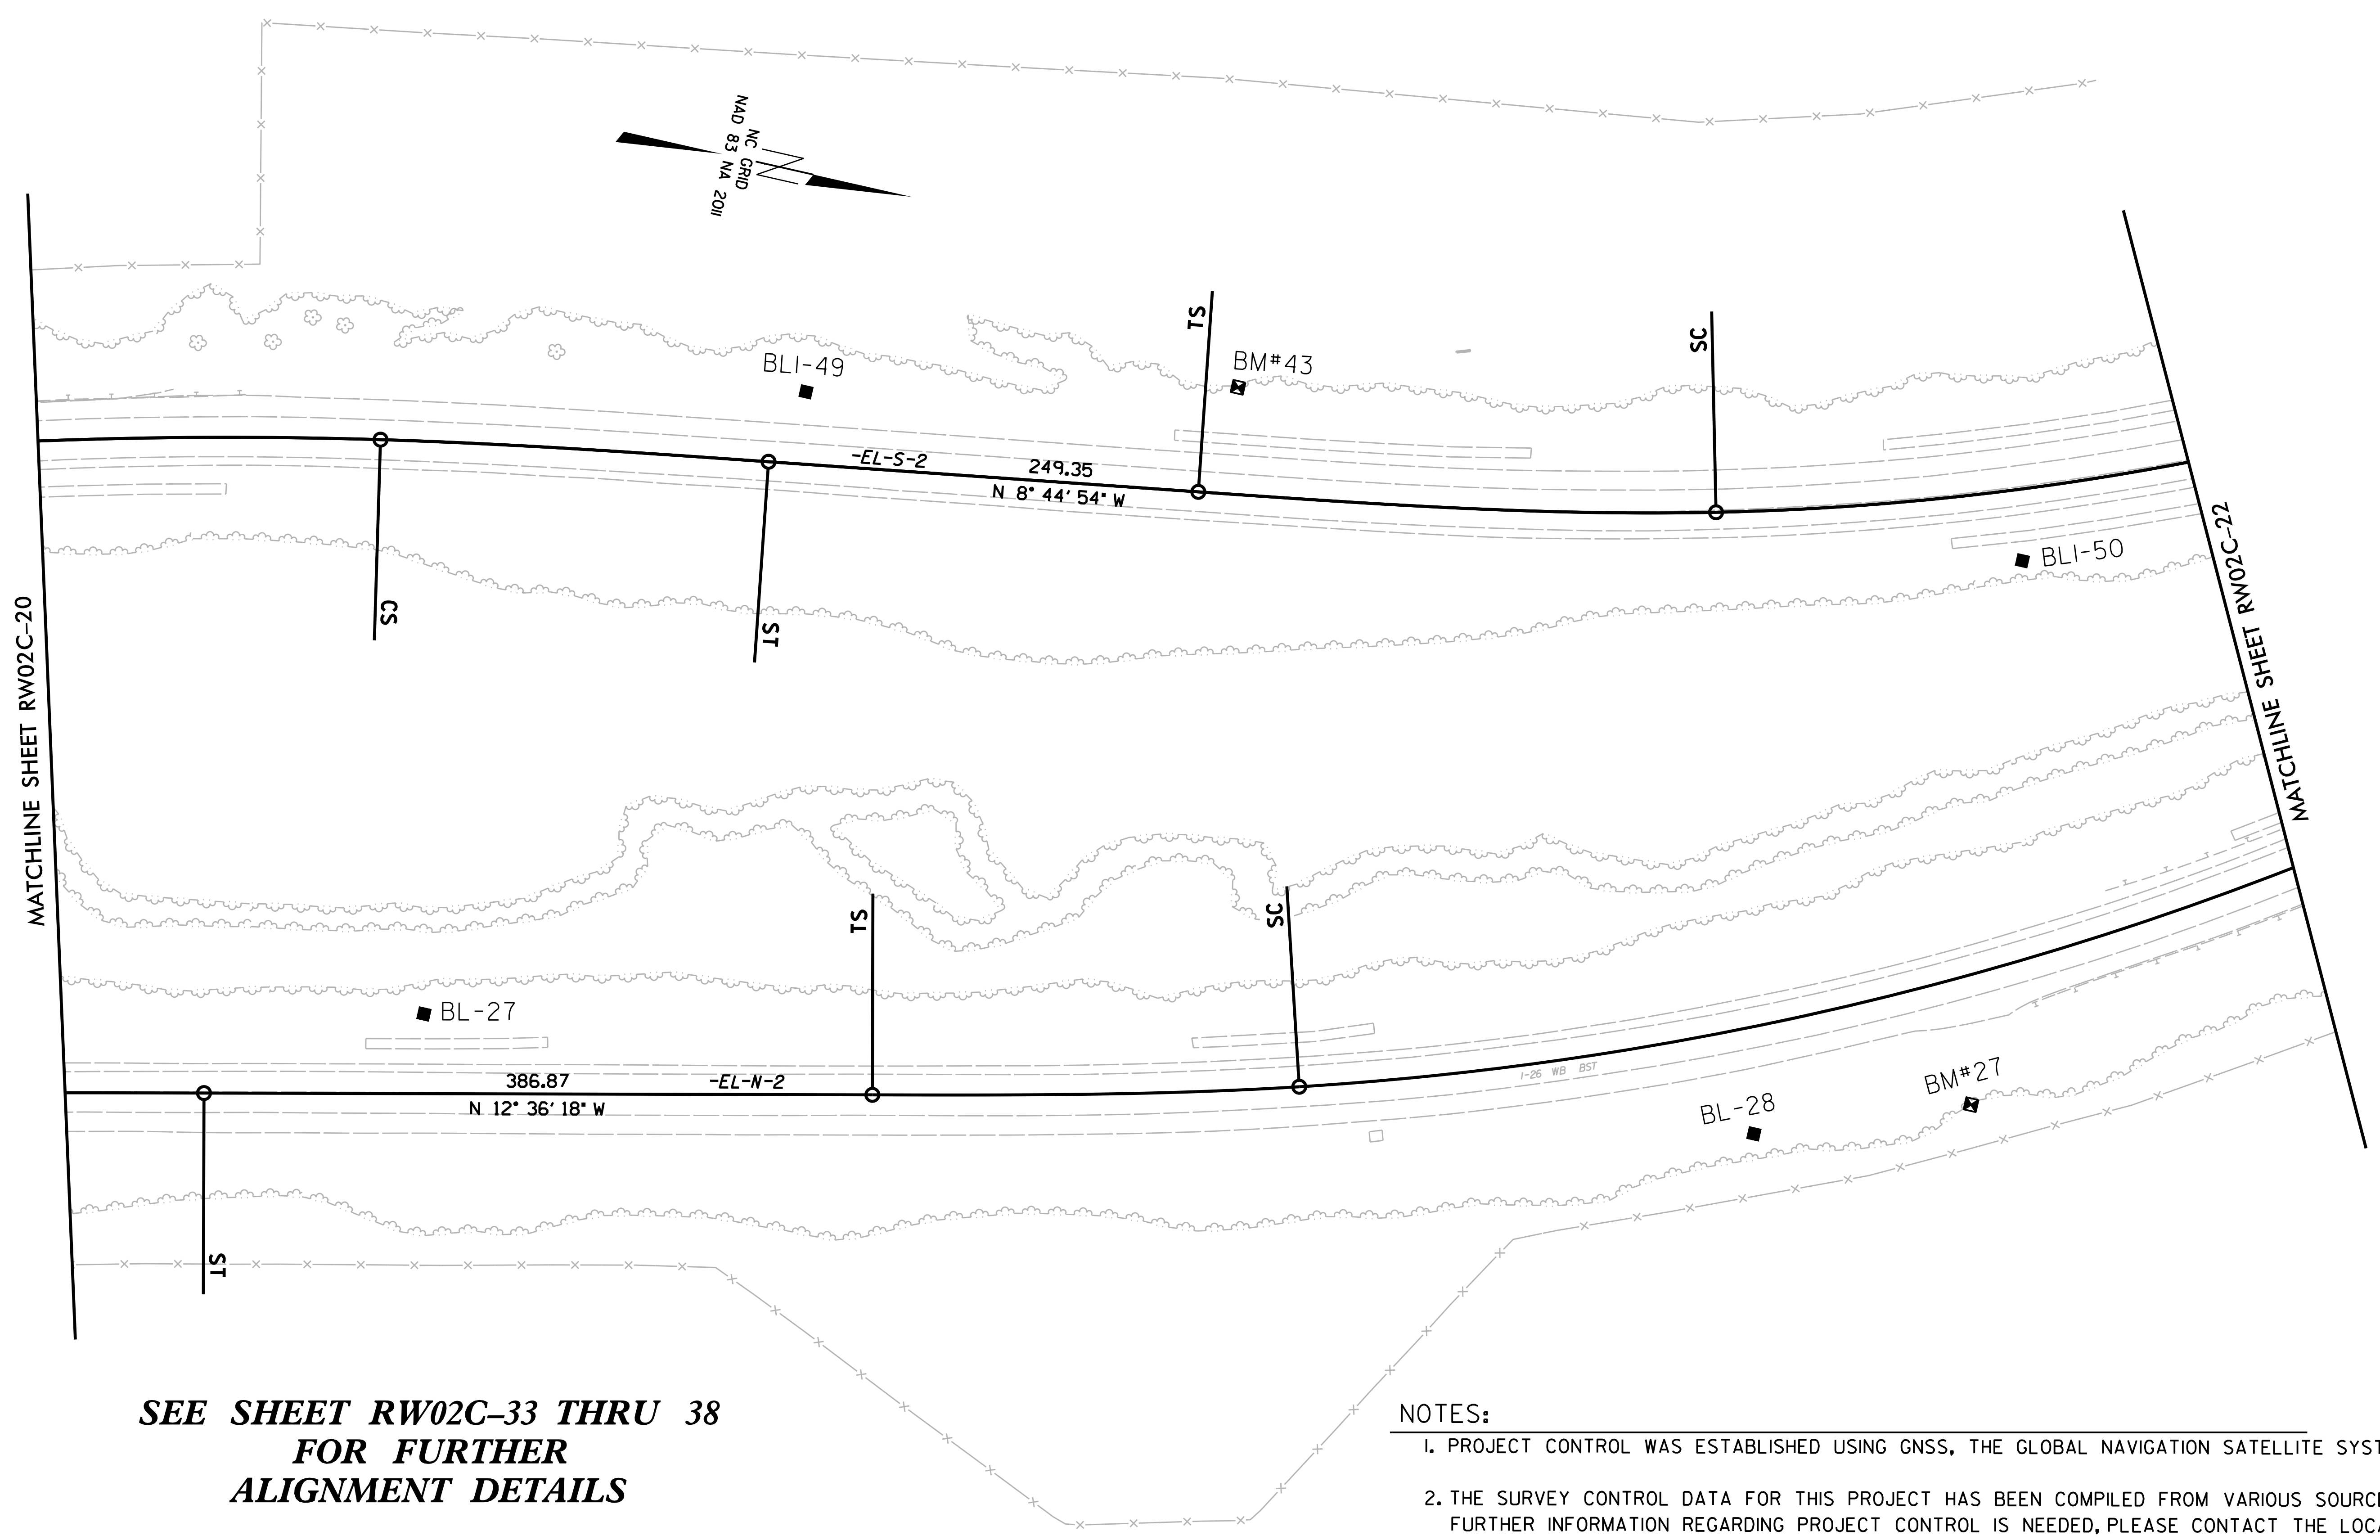 NC GRID
NAD 83 NA 2011
TS
SC
BM#43
BL1-49
-EL-S-2
249.35
N 8° 44' 54" W
BL1-50
CS
ST
MATCHLINE SHEET RW02C-20
MATCHLINE SHEET RW02C-22
TS
SC
BL-27
386.87
-EL-N-2
N 12° 36' 18" W
I-26 WB BST
BM#27
BL-28
ST
SEE SHEET RW02C-33 THRU 38
FOR FURTHER
ALIGNMENT DETAILS
NOTES:
1. PROJECT CONTROL WAS ESTABLISHED USING GNSS, THE GLOBAL NAVIGATION SATELLITE SYST
2. THE SURVEY CONTROL DATA FOR THIS PROJECT HAS BEEN COMPILED FROM VARIOUS SOURC
FURTHER INFORMATION REGARDING PROJECT CONTROL IS NEEDED, PLEASE CONTACT THE LOC